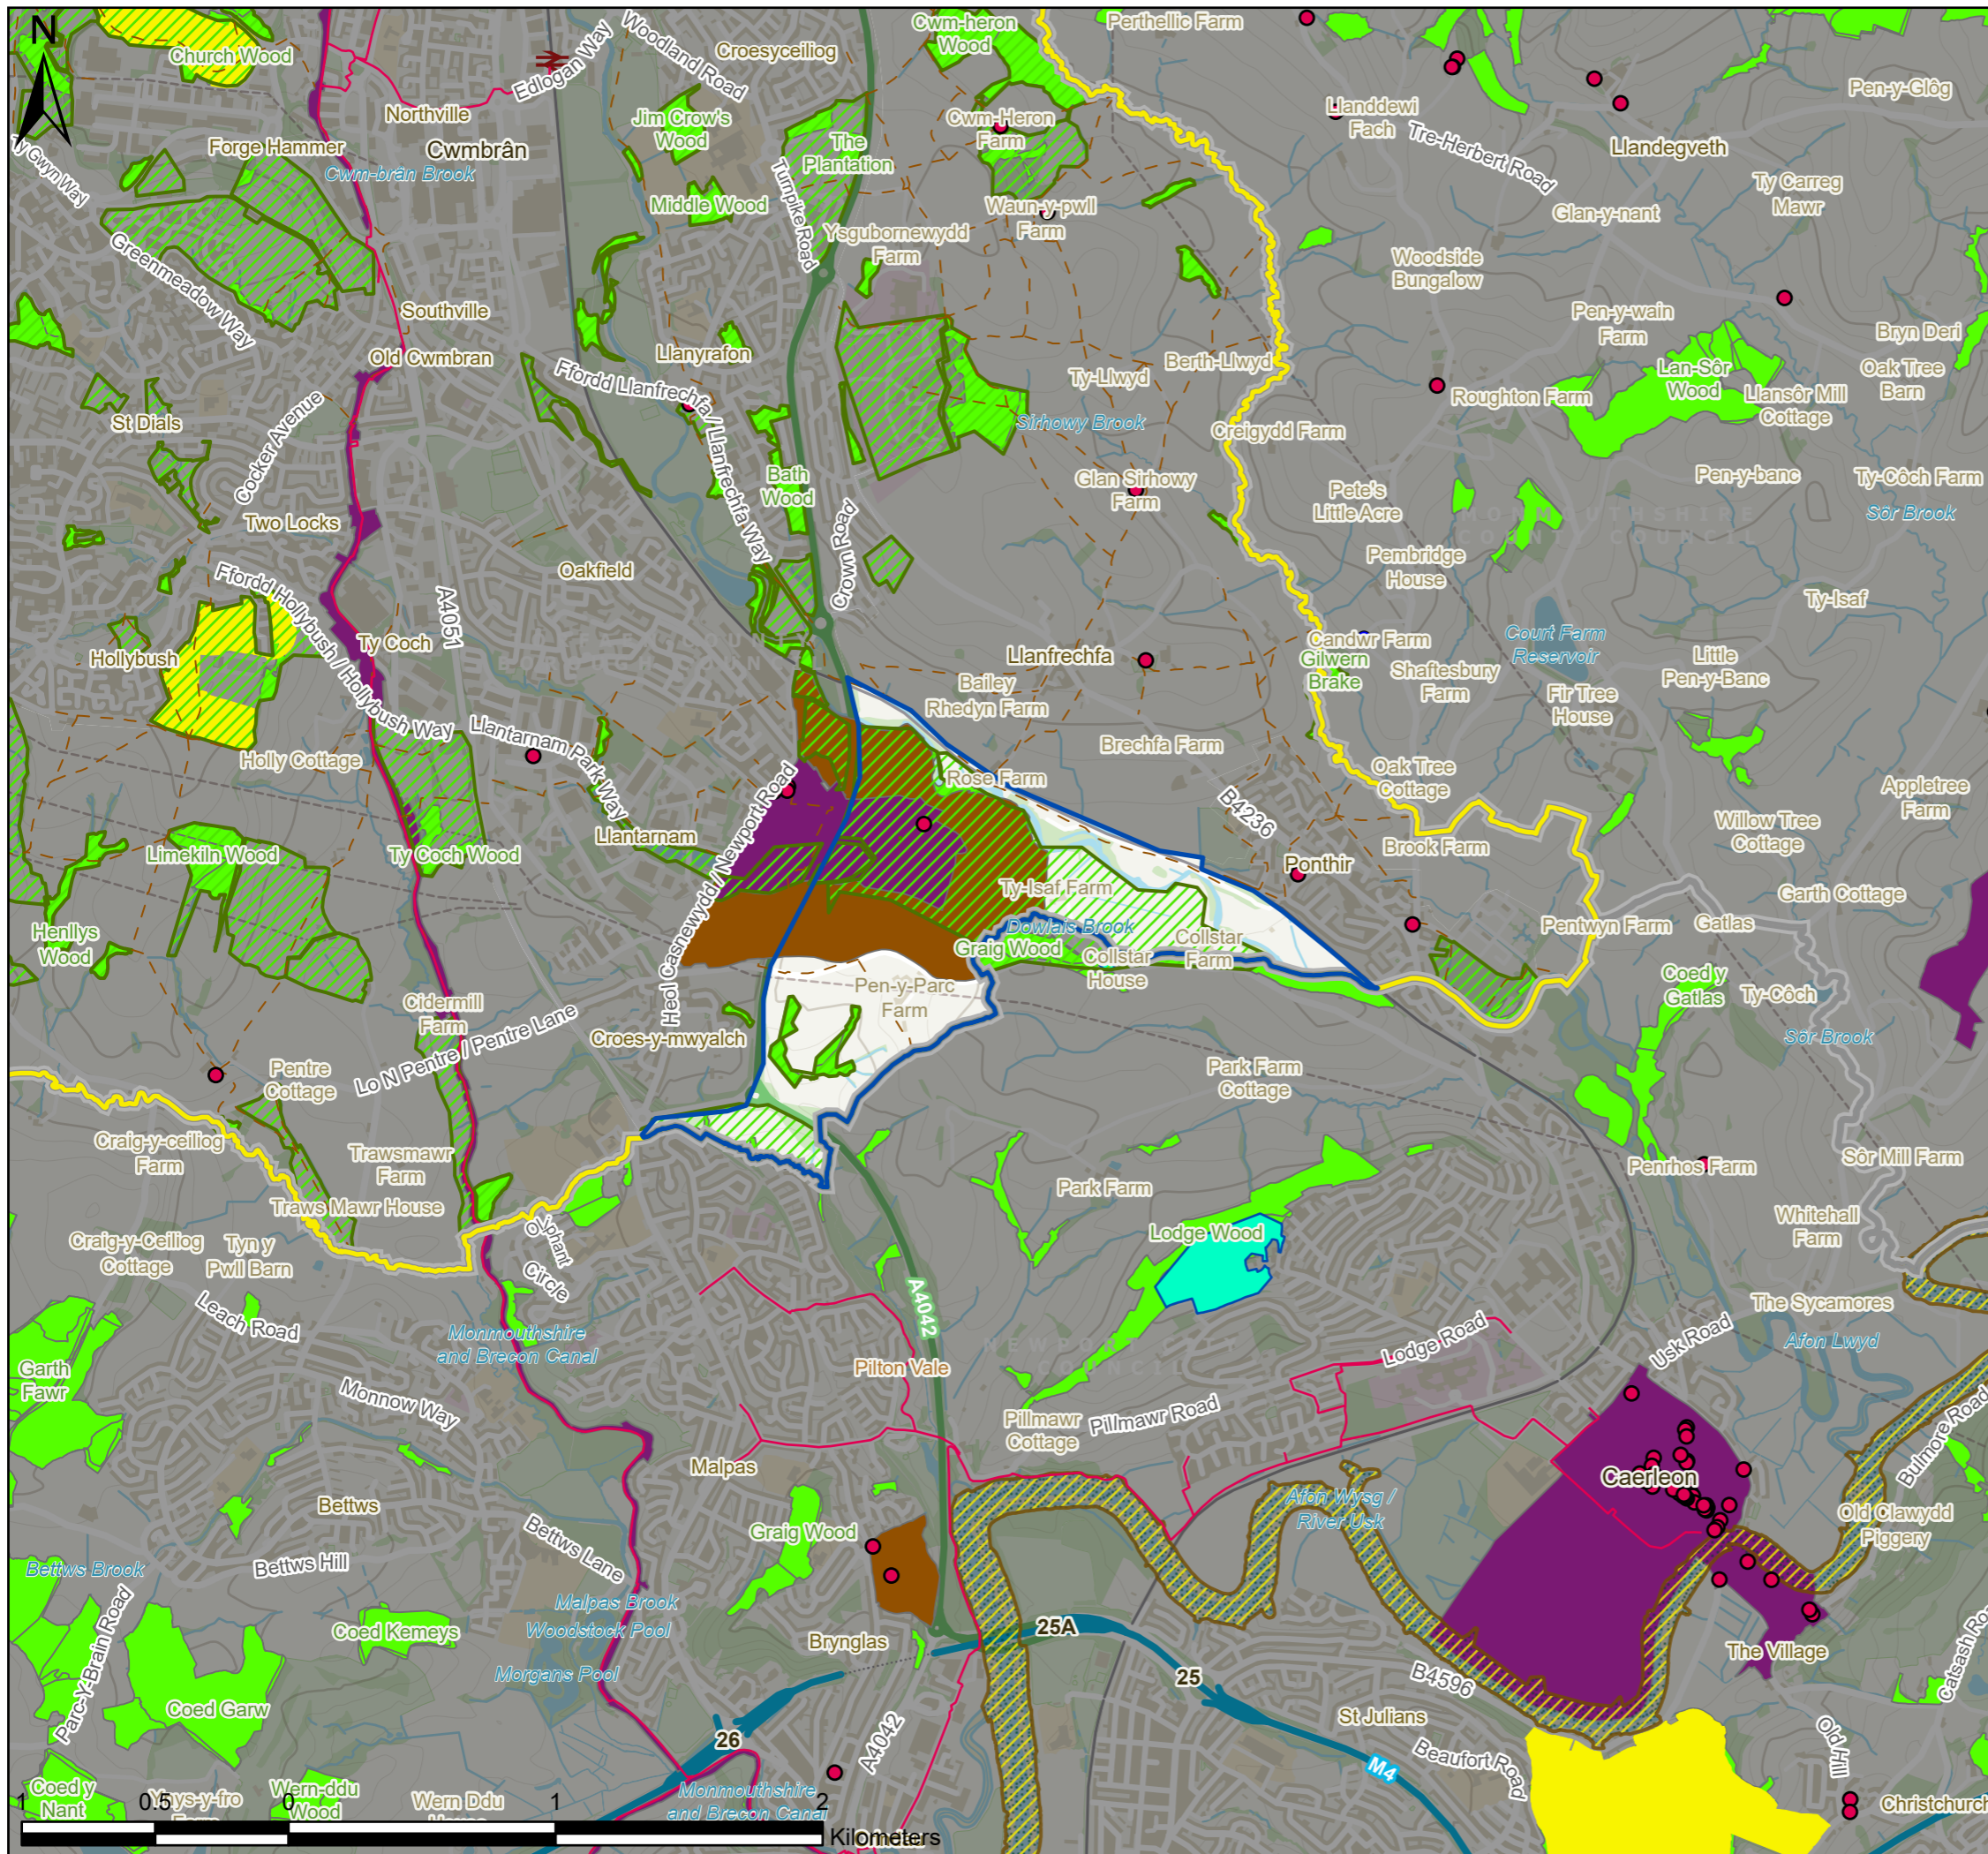 N
Church Wood
Edlogan Way
Woodland Road
Croesyceiliog
Cwm-heron
Wood
Perthellic Farm
Pen-y-Glôg
Northville
Jim Crow's
Wood
Cwm-Heron
Farm
Llanddewi
Fach
Tre-Herbert Road
Llandegveth
Ty Gwyn Way
Forge Hammer
Cwmbrân
Cwm-brân Brook
The
Plantation
Turnpike Road
Middle Wood
Waun-y-pwll
Farm
Ty Carreg
Mawr
Glan-y-nant
Ysgubornewydd
Farm
Greenmeadow Way
Woodside
Bungalow
Southville
Pen-y-wain
Farm
Bryn Deri
Old Cwmbran
Llanyrafon
Ffordd Llanfrechfa / Llanfrechfa Way
Ty-Llwyd
Berth-Llwyd
Lan-Sôr
Wood
Oak Tree
Barn
Roughton Farm
Llansôr Mill
Cottage
St Dials
Cocker Avenue
Sirhowy Brook
Creigydd Farm
Bath
Wood
Glan Sirhowy
Farm
Pete's
Little Acre
Pen-y-banc
Ty-Côch Farm
Sôr Brook
Two Locks
MONMOUTHSHIRE
COUNTY COUNCIL
Crown Road
Oakfield
Pembridge
House
Ffordd Hollybush / Hollybush Way
A4051
Ty-Isaf
Hollybush
Ty Coch
Llanfrechfa
Candwr Farm
Gilwern
Brake
Court Farm
Reservoir
Little
Pen-y-Banc
Shaftesbury
Farm
Bailey
Rhedyn Farm
Fir Tree
House
Llantarnam Park Way
Holly Cottage
Brechfa Farm
Rose Farm
Oak Tree
Cottage
Appletree
Farm
B4236
Llantarnam
Heol Casnewydd / Newport Road
Willow Tree
Cottage
Limekiln Wood
Ty Coch Wood
Ponthir
Brook Farm
Ty-Isaf Farm
Garth Cottage
Henllys
Wood
Dowlais Brook
Graig Wood
Collstar
Farm
Collstar
House
Pentwyn Farm
Gatlas
Coed y
Gatlas
Ty-Côch
Pen-y-Parc
Farm
Cidermill
Farm
Croes-y-mwyalch
Sôr Brook
Lo N Pentre / Pentre Lane
Pentre
Cottage
Park Farm
Cottage
Craig-y-ceiliog
Farm
Trawsmawr
Farm
Penrhos Farm
Sôr Mill Farm
Traws Mawr House
Park Farm
Craig-y-Ceiliog
Cottage
Tyn y
Pwll Barn
Oliphant
Circle
Lodge Wood
Whitehall
Farm
Leach Road
Monmouthshire
and Brecon Canal
A4042
The Sycamores
Usk Road
Afon Lwyd
Lodge Road
Garth
Fawr
Pilton Vale
Monnow Way
Pillmawr
Cottage
Pillmawr Road
Bulmore Road
Malpas
Caerleon
Bettws
Afon Wysg /
River Usk
Old Clawydd
Piggery
Graig Wood
Bettws Lane
Bettws Brook
Bettws Hill
Malpas Brook
Woodstock Pool
Parc-Y-Brain Road
Coed Kemeys
Brynglas
25A
The Village
Morgans Pool
25
B4596
Catsash Ro
Coed Garw
St Julians
26
A4042
Beaufort Road
Old Hill
M4
Coed y
Nant
Wern-ddu
Wood
Wern Ddu
Monmouthshire
and Brecon Canal
Christchurch
1 0.5 0 1 2
Kilometers